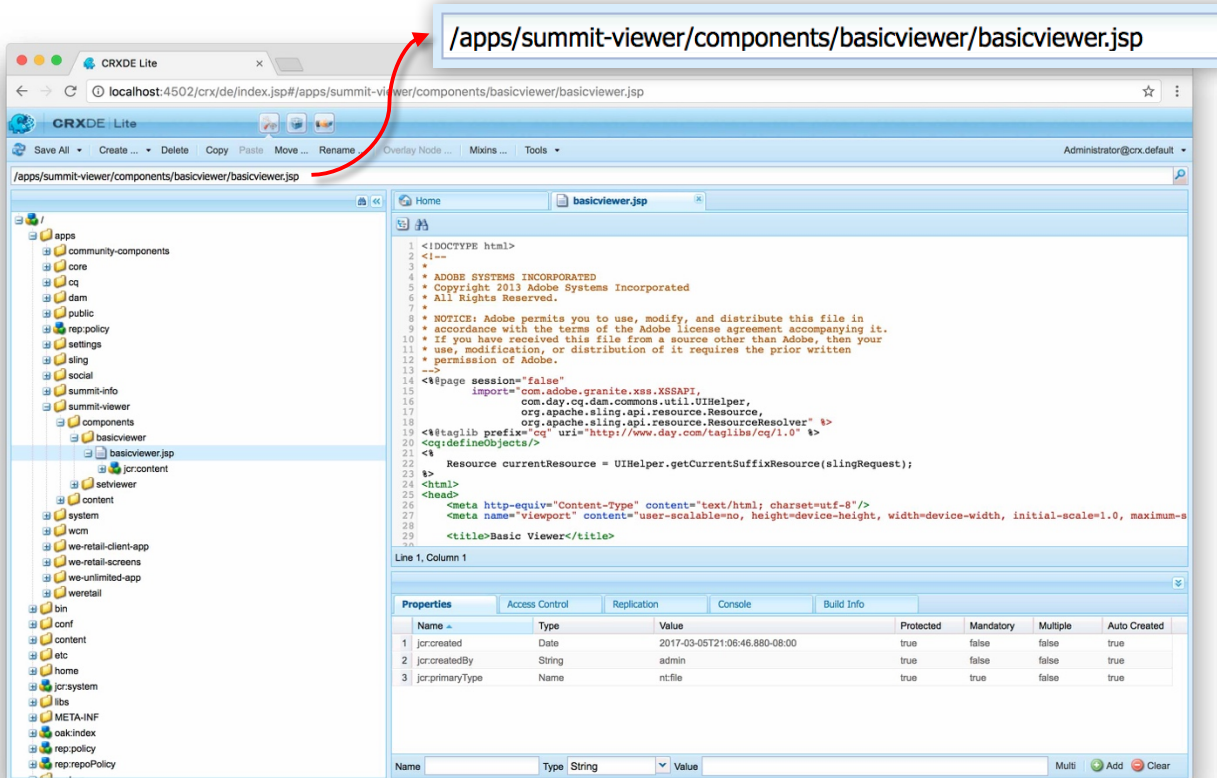 /apps/summit-viewer/components/basicviewer/basicviewer.jsp
CRXDE Lite
localhost:4502/crx/de/index.jsp#/apps/summit-viewer/components/basicviewer/basicviewer.jsp
CRXDE Lite
Save All Create ... Delete Copy Paste Move ... Rename ... Overlay Node ... Mixins ... Tools Administrator@crx.default
/apps/summit-viewer/components/basicviewer/basicviewer.jsp
/
apps
community-components
core
cq
dam
public
rep:policy
settings
sling
social
summit-info
summit-viewer
components
basicviewer
basicviewer.jsp
jcr:content
setviewer
content
system
wcm
we-retail-client-app
we-retail-screens
we-unlimited-app
weretail
bin
conf
content
etc
home
jcr:system
libs
META-INF
oak:index
rep:policy
rep:repoPolicy
Home basicviewer.jsp
1 <!DOCTYPE html>
2 <!--
3 *
4 * ADOBE SYSTEMS INCORPORATED
5 * Copyright 2013 Adobe Systems Incorporated
6 * All Rights Reserved.
7 *
8 * NOTICE: Adobe permits you to use, modify, and distribute this file in
9 * accordance with the terms of the Adobe license agreement accompanying it.
10 * If you have received this file from a source other than Adobe, then your
11 * use, modification, or distribution of it requires the prior written
12 * permission of Adobe.
13 -->
14 <%@page session="false"
15 import="com.adobe.granite.xss.XSSAPI,
16 com.day.cq.dam.commons.util.UIHelper,
17 org.apache.sling.api.resource.Resource,
18 org.apache.sling.api.resource.ResourceResolver" %>
19 <%@taglib prefix="cq" uri="http://www.day.com/taglibs/cq/1.0" %>
20 <cq:defineObjects/>
21 <%
22 Resource currentResource = UIHelper.getCurrentSuffixResource(slingRequest);
23 %>
24 <html>
25 <head>
26 <meta http-equiv="Content-Type" content="text/html; charset=utf-8"/>
27 <meta name="viewport" content="user-scalable=no, height=device-height, width=device-width, initial-scale=1.0, maximum-s
28
29 <title>Basic Viewer</title>
Line 1, Column 1
Properties Access Control Replication Console Build Info
Name Type Value Protected Mandatory Multiple Auto Created
1 jcr:created Date 2017-03-05T21:06:46.880-08:00 true false false true
2 jcr:createdBy String admin true false false true
3 jcr:primaryType Name nt:file true true false true
Name Type String Value Multi Add Clear